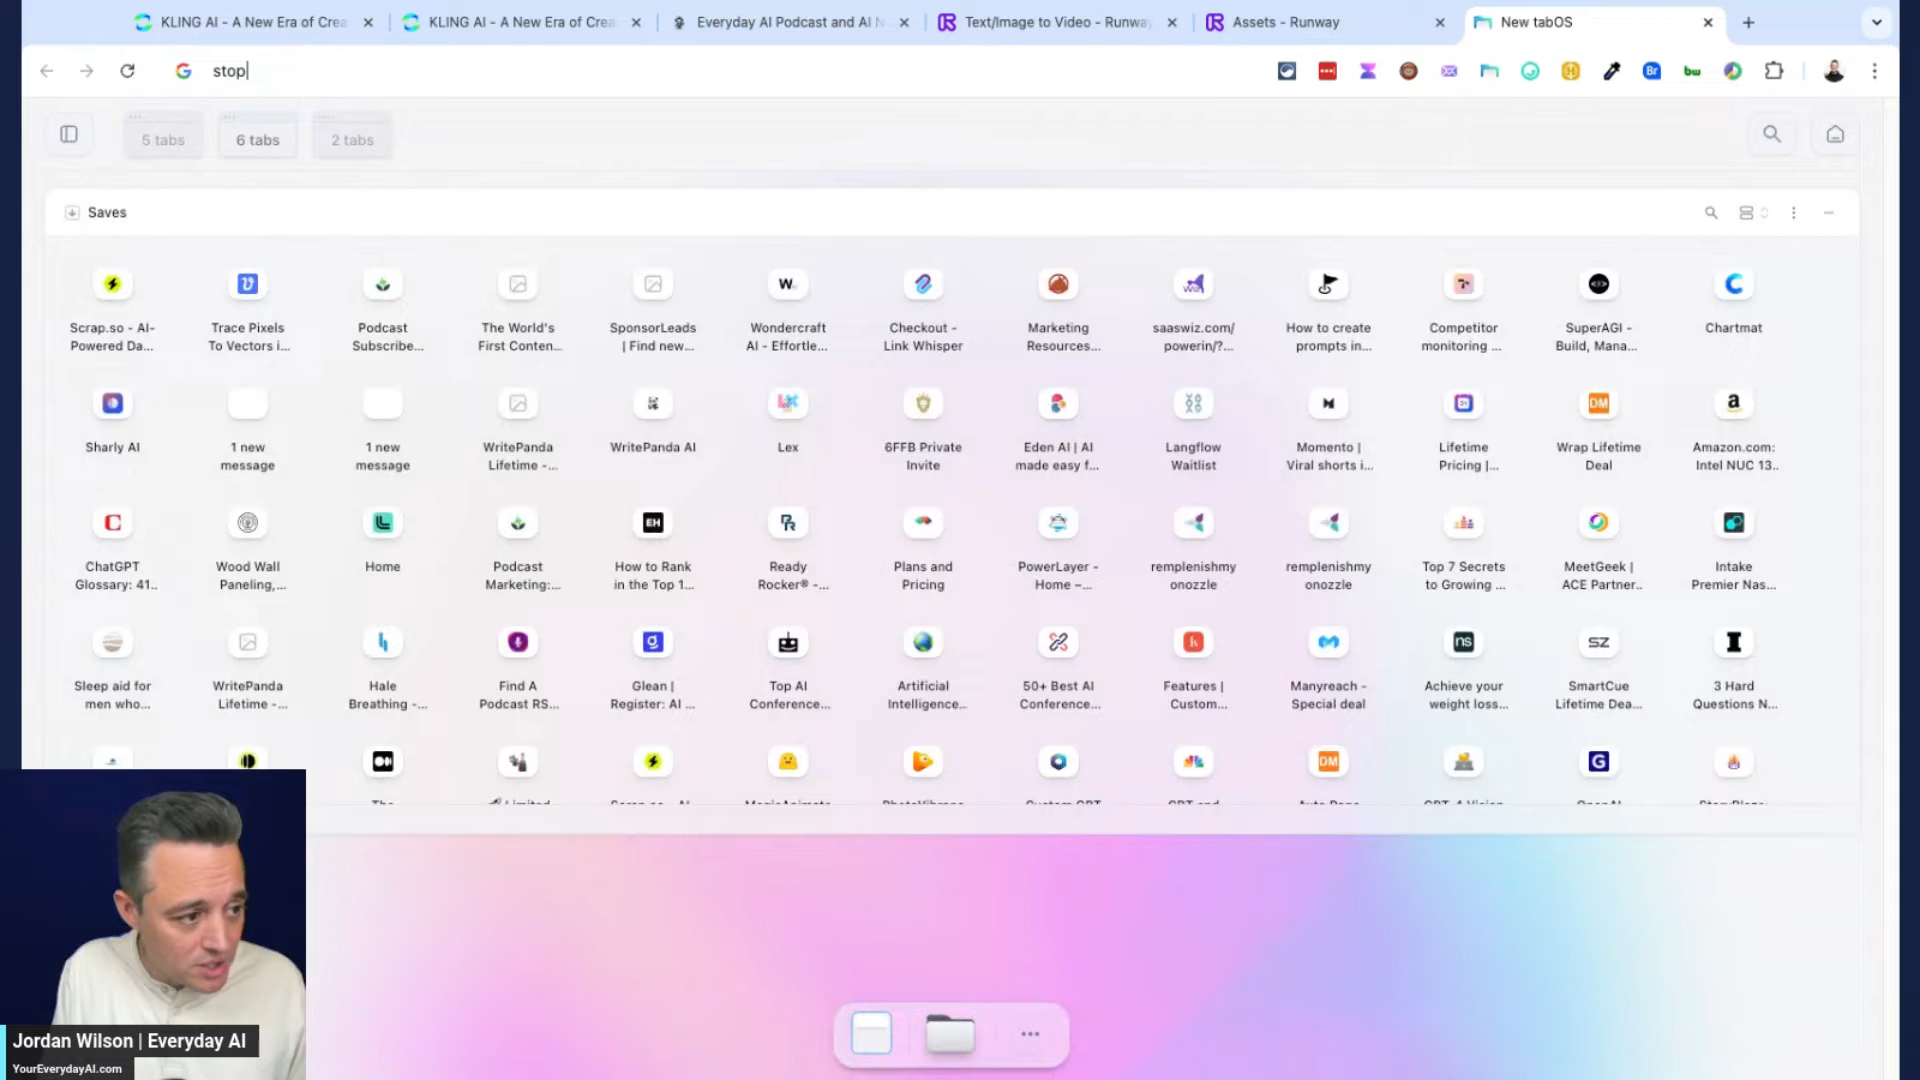 KLING AI - A New Era of Crea
KLING AI - A New Era of Crea
Everyday AI Podcast and AI N
Text/Image to Video - Runway
Assets - Runway
New tabOS
stop
Br
bw
5 tabs
6 tabs
2 tabs
Saves
Scrap.so - AI-
Powered Da...
Trace Pixels
To Vectors i...
Podcast
Subscribe...
The World's
First Conten...
SponsorLeads
| Find new...
W.
Wondercraft
AI - Effortle...
Checkout -
Link Whisper
Marketing
Resources...
saaswiz.com/
powerin/?...
How to create
prompts in...
Competitor
monitoring ...
SuperAGI -
Build, Mana...
Chartmat
Sharly AI
1 new
message
1 new
message
WritePanda
Lifetime -...
WritePanda AI
Lex
6FFB Private
Invite
Eden AI | AI
made easy f...
Langflow
Waitlist
Momento |
Viral shorts i...
Lifetime
Pricing |...
DM
Wrap Lifetime
Deal
Amazon.com:
Intel NUC 13...
ChatGPT
Glossary: 41...
Wood Wall
Paneling,...
Home
Podcast
Marketing:...
EH
How to Rank
in the Top 1...
Ready
Rocker® -...
Plans and
Pricing
PowerLayer -
Home –...
remplenishmy
onozzle
remplenishmy
onozzle
Top 7 Secrets
to Growing ...
MeetGeek |
ACE Partner...
Intake
Premier Nas...
Sleep aid for
men who...
WritePanda
Lifetime -...
Hale
Breathing -...
Find A
Podcast RS...
Glean |
Register: AI ...
Top AI
Conference...
Artificial
Intelligence...
50+ Best AI
Conference...
Features |
Custom...
Manyreach -
Special deal
ns
Achieve your
weight loss...
SZ
SmartCue
Lifetime Dea...
3 Hard
Questions N...
DM
G
Jordan Wilson | Everyday AI
YourEverydayAI.com